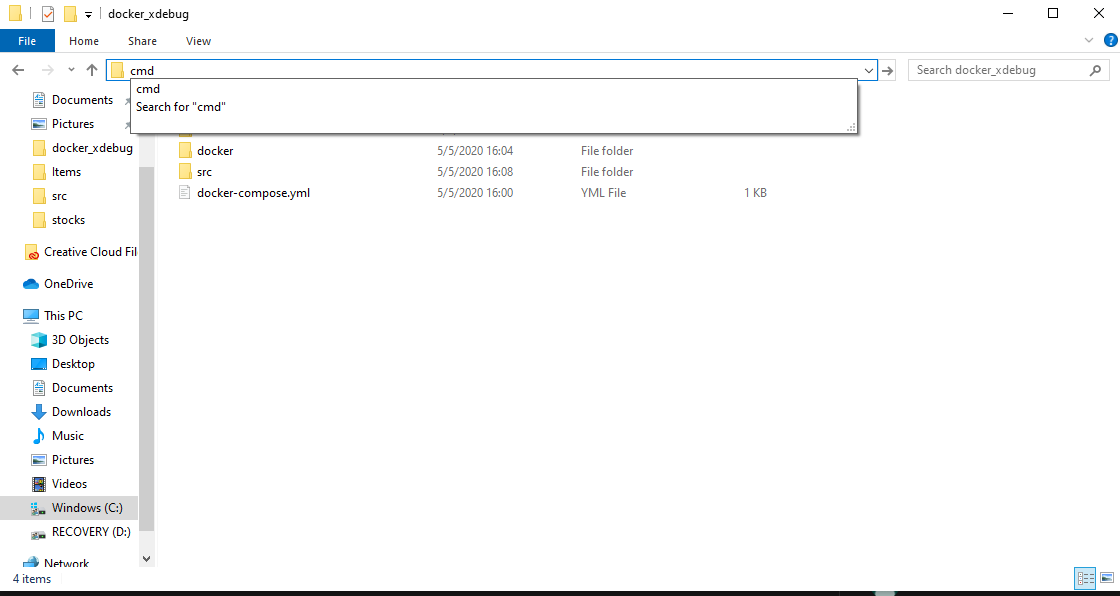 docker_xdebug
File Home Share View
cmd
Search docker_xdebug
cmd
Search for "cmd"
Documents
Pictures
docker_xdebug
Items
src
stocks
Creative Cloud Fil
OneDrive
This PC
3D Objects
Desktop
Documents
Downloads
Music
Pictures
Videos
Windows (C:)
RECOVERY (D:)
Network
docker 5/5/2020 16:04 File folder
src 5/5/2020 16:08 File folder
docker-compose.yml 5/5/2020 16:00 YML File 1 KB
4 items